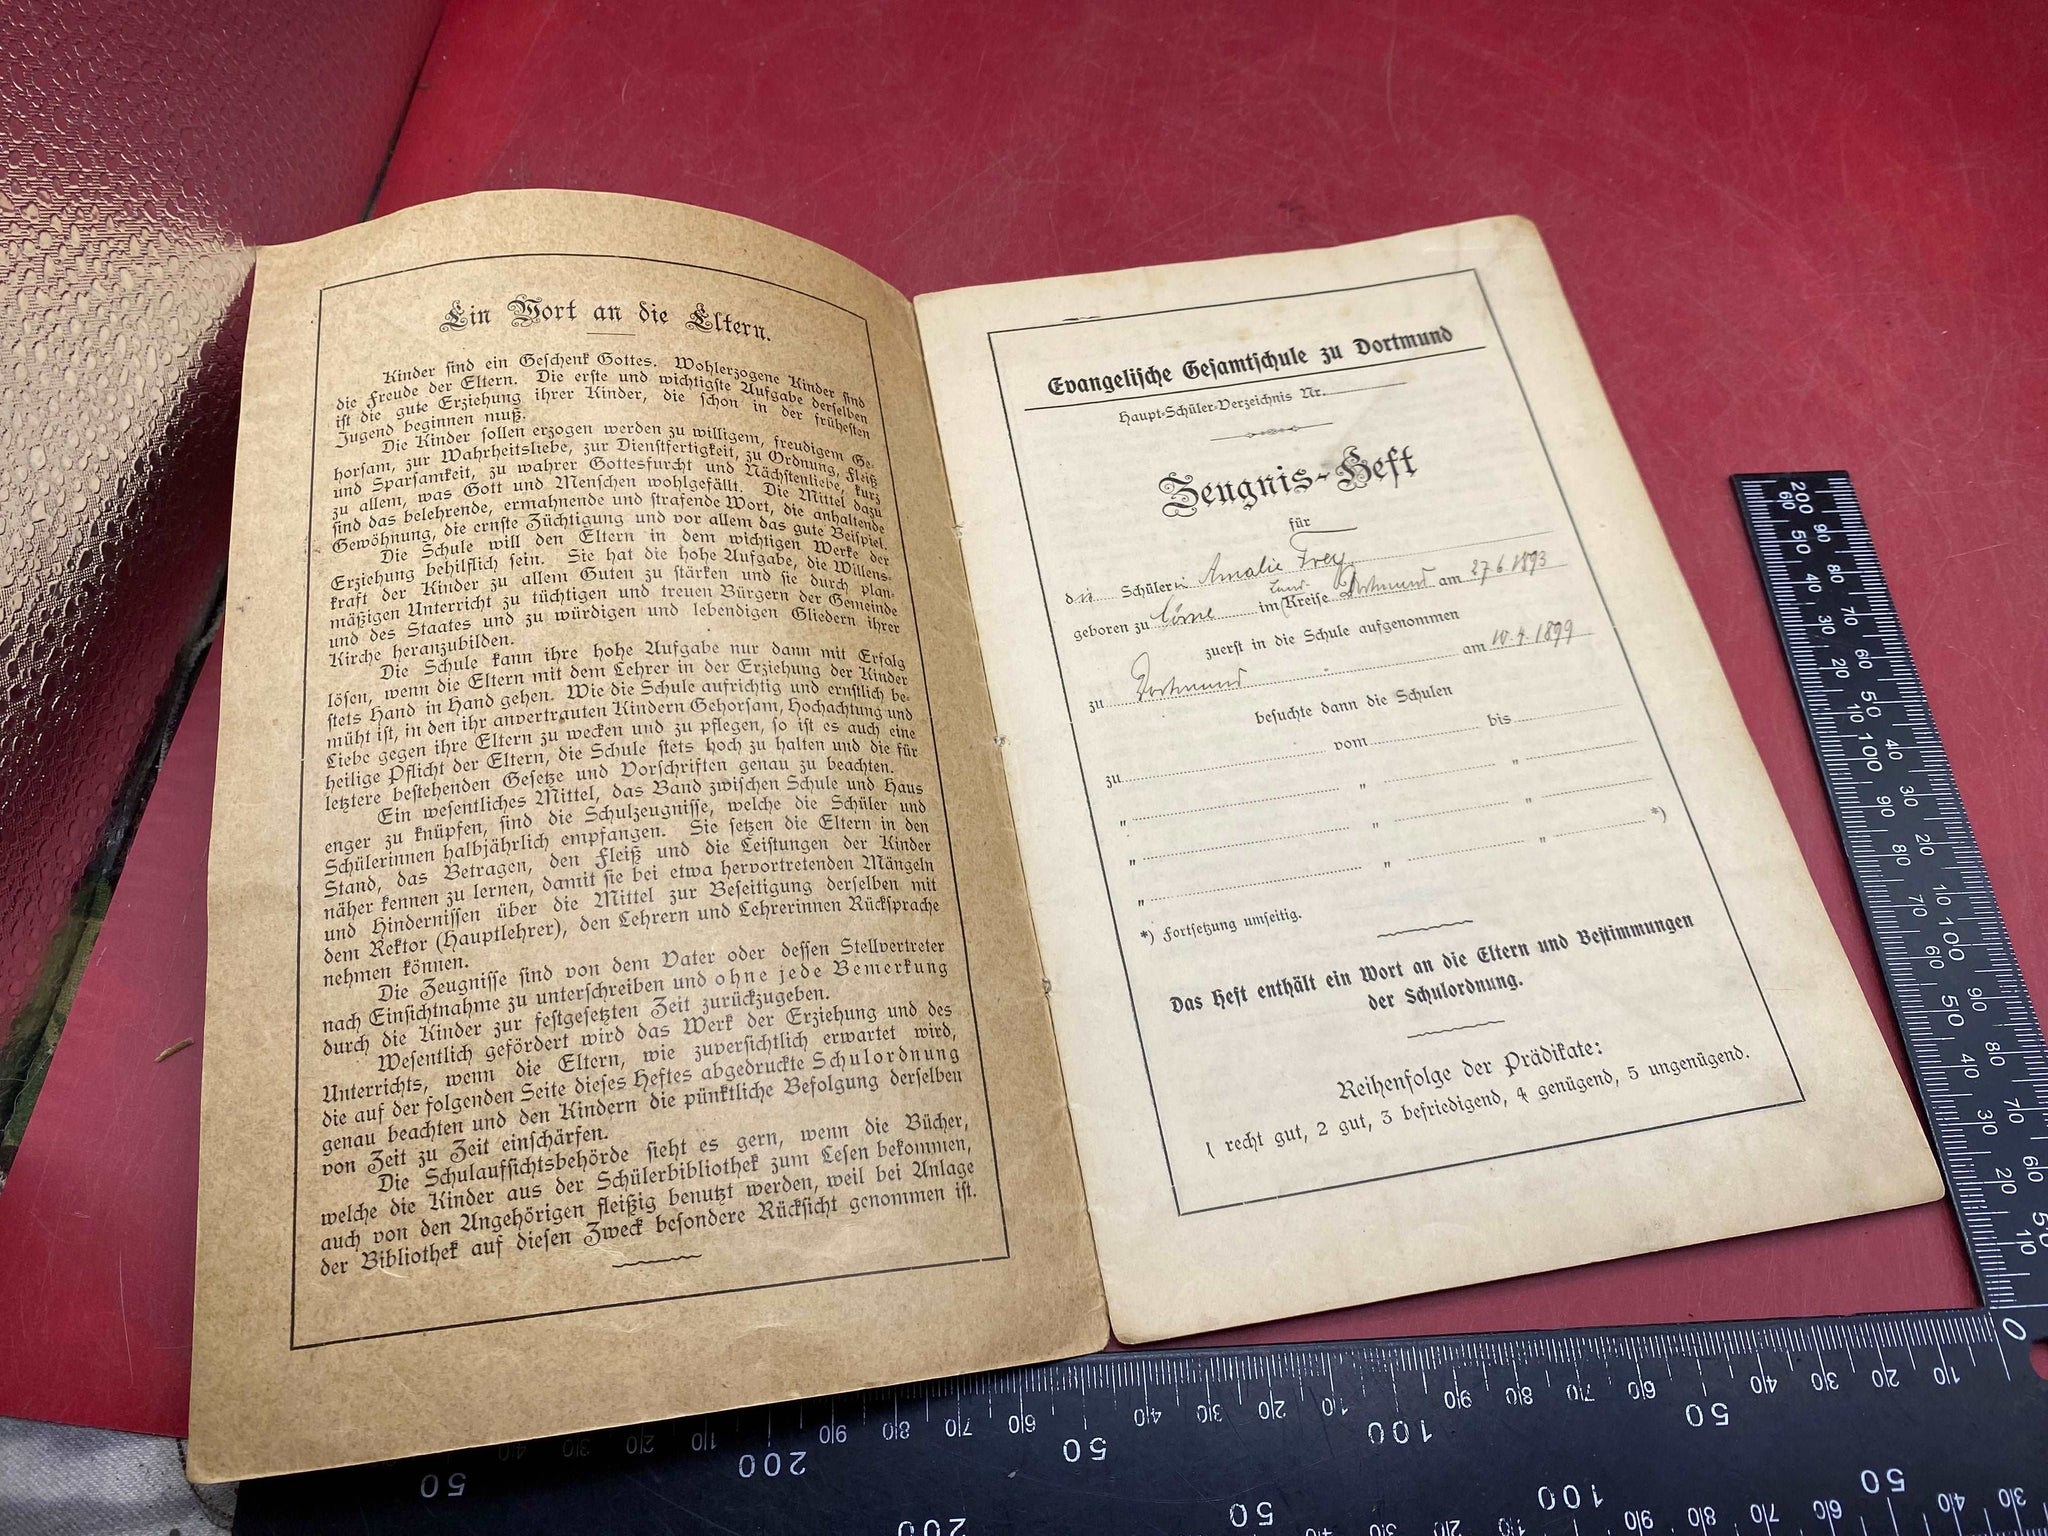 Ein Wort an die Eltern.
Kinder sind ein Geschenk Gottes. Wohlerzogene Kinder sind
die Freude der Eltern. Die erste und wichtigste Aufgabe derselben
ist die gute Erziehung ihrer Kinder, die schon in der frühesten
Jugend beginnen muß.
Die Kinder sollen erzogen werden zu willigem, freudigem Ge-
horsam, zur Wahrheitsliebe, zur Dienstfertigkeit, zu Ordnung, Fleiß
und Sparsamkeit, zu wahrer Gottesfurcht und Nächstenliebe, kurz
zu allem, was Gott und Menschen wohlgefällt. Die Mittel dazu
sind das belehrende, ermahnende und strafende Wort, die anhaltende
Gewöhnung, die ernste Züchtigung und vor allem das gute Beispiel.
Die Schule will den Eltern in dem wichtigen Werke der
Erziehung behilflich sein. Sie hat die hohe Aufgabe, die Willens-
kraft der Kinder zu allem Guten zu stärken und sie durch plan-
mäßigen Unterricht zu tüchtigen und treuen Bürgern der Gemeinde
und des Staates und zu würdigen und lebendigen Gliedern ihrer
Kirche heranzubilden.
Die Schule kann ihre hohe Aufgabe nur dann mit Erfolg
lösen, wenn die Eltern mit dem Lehrer in der Erziehung der Kinder
stets Hand in Hand gehen. Wie die Schule aufrichtig und ernstlich be-
müht ist, in den ihr anvertrauten Kindern Gehorsam, Hochachtung und
Liebe gegen ihre Eltern zu wecken und zu pflegen, so ist es auch eine
heilige Pflicht der Eltern, die Schule stets hoch zu halten und die für
letztere bestehenden Gesetze und Vorschriften genau zu beachten.
Ein wesentliches Mittel, das Band zwischen Schule und Haus
enger zu knüpfen, sind die Schulzeugnisse, welche die Schüler und
Schülerinnen halbjährlich empfangen. Sie setzen die Eltern in den
Stand, das Betragen, den Fleiß und die Leistungen der Kinder
näher kennen zu lernen, damit sie bei etwa hervortretenden Mängeln
und Hindernissen über die Mittel zur Beseitigung derselben mit
dem Rektor (Hauptlehrer), den Lehrern und Lehrerinnen Rücksprache
nehmen können.
Die Zeugnisse sind von dem Vater oder dessen Stellvertreter
nach Einsichtnahme zu unterschreiben und ohne jede Bemerkung
durch die Kinder zur festgesetzten Zeit zurückzugeben.
Wesentlich gefördert wird das Werk der Erziehung und des
Unterrichts, wenn die Eltern, wie zuversichtlich erwartet wird,
die auf der folgenden Seite dieses Heftes abgedruckte Schulordnung
genau beachten und den Kindern die pünktliche Befolgung derselben
von Zeit zu Zeit einschärfen.
Die Schulaufsichtsbehörde sieht es gern, wenn die Bücher,
welche die Kinder aus der Schülerbibliothek zum Lesen bekommen,
auch von den Angehörigen fleißig benutzt werden, weil bei Anlage
der Bibliothek auf diesen Zweck besondere Rücksicht genommen ist.
Evangelische Gesamtschule zu Dortmund
Haupt-Schüler-Verzeichnis Nr.
Zeugnis-Heft
für
die Schülerin Amalie Frey
geboren zu Körne im Land-Kreise Dortmund am 27.6.1893
zuerst in die Schule aufgenommen
zu Dortmund am 10.4.1899
besuchte dann die Schulen
zu vom bis
" " "
" " "
" " " *)
*) Fortsetzung umseitig.
Das Heft enthält ein Wort an die Eltern und Bestimmungen
der Schulordnung.
Reihenfolge der Prädikate:
1 recht gut, 2 gut, 3 befriedigend, 4 genügend, 5 ungenügend.